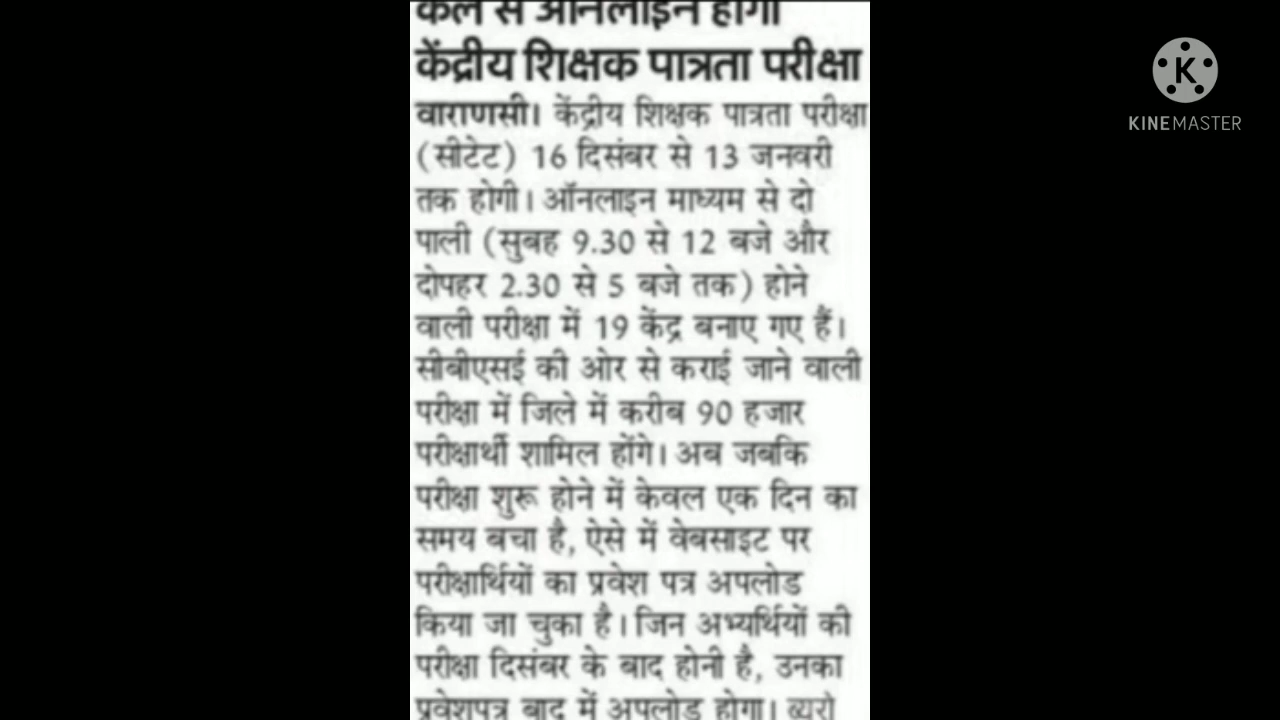 कल से ऑनलाइन होगी
केंद्रीय शिक्षक पात्रता परीक्षा
वाराणसी। केंद्रीय शिक्षक पात्रता परीक्षा
(सीटेट) 16 दिसंबर से 13 जनवरी
तक होगी। ऑनलाइन माध्यम से दो
पाली (सुबह 9.30 से 12 बजे और
दोपहर 2.30 से 5 बजे तक) होने
वाली परीक्षा में 19 केंद्र बनाए गए हैं।
सीबीएसई की ओर से कराई जाने वाली
परीक्षा में जिले में करीब 90 हजार
परीक्षार्थी शामिल होंगे। अब जबकि
परीक्षा शुरू होने में केवल एक दिन का
समय बचा है, ऐसे में वेबसाइट पर
परीक्षार्थियों का प्रवेश पत्र अपलोड
किया जा चुका है। जिन अभ्यर्थियों की
परीक्षा दिसंबर के बाद होनी है, उनका
प्रवेशपत्र बाद में अपलोड होगा। ब्यूरो
K
KINEMASTER